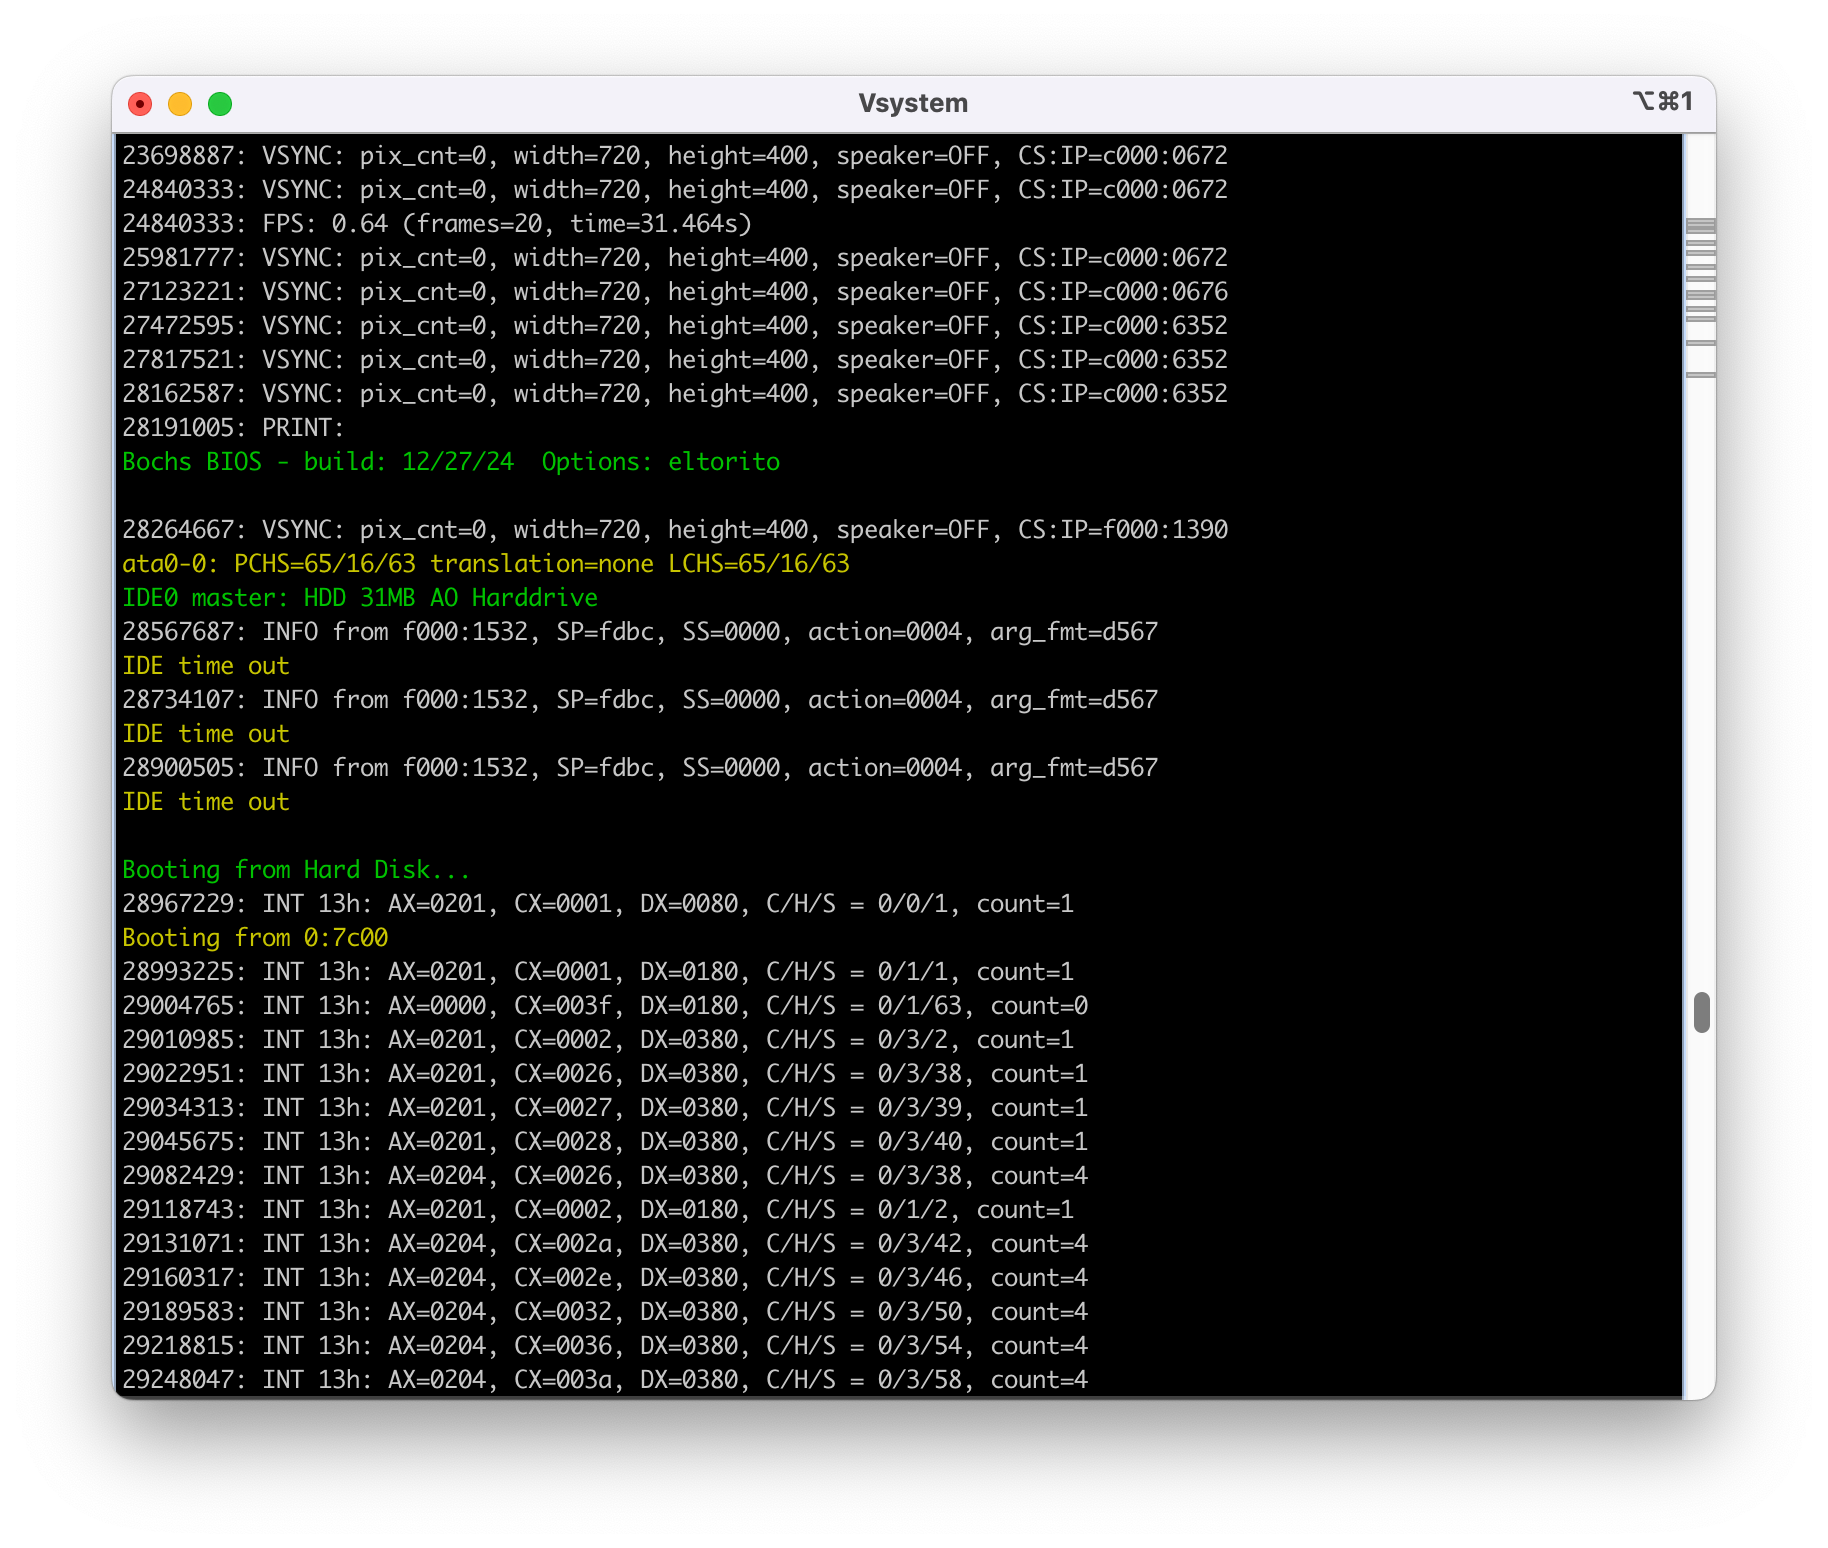 Vsystem ⌥⌘1
23698887: VSYNC: pix_cnt=0, width=720, height=400, speaker=OFF, CS:IP=c000:0672
24840333: VSYNC: pix_cnt=0, width=720, height=400, speaker=OFF, CS:IP=c000:0672
24840333: FPS: 0.64 (frames=20, time=31.464s)
25981777: VSYNC: pix_cnt=0, width=720, height=400, speaker=OFF, CS:IP=c000:0672
27123221: VSYNC: pix_cnt=0, width=720, height=400, speaker=OFF, CS:IP=c000:0676
27472595: VSYNC: pix_cnt=0, width=720, height=400, speaker=OFF, CS:IP=c000:6352
27817521: VSYNC: pix_cnt=0, width=720, height=400, speaker=OFF, CS:IP=c000:6352
28162587: VSYNC: pix_cnt=0, width=720, height=400, speaker=OFF, CS:IP=c000:6352
28191005: PRINT:
Bochs BIOS - build: 12/27/24  Options: eltorito
28264667: VSYNC: pix_cnt=0, width=720, height=400, speaker=OFF, CS:IP=f000:1390
ata0-0: PCHS=65/16/63 translation=none LCHS=65/16/63
IDE0 master: HDD 31MB AO Harddrive
28567687: INFO from f000:1532, SP=fdbc, SS=0000, action=0004, arg_fmt=d567
IDE time out
28734107: INFO from f000:1532, SP=fdbc, SS=0000, action=0004, arg_fmt=d567
IDE time out
28900505: INFO from f000:1532, SP=fdbc, SS=0000, action=0004, arg_fmt=d567
IDE time out
Booting from Hard Disk...
28967229: INT 13h: AX=0201, CX=0001, DX=0080, C/H/S = 0/0/1, count=1
Booting from 0:7c00
28993225: INT 13h: AX=0201, CX=0001, DX=0180, C/H/S = 0/1/1, count=1
29004765: INT 13h: AX=0000, CX=003f, DX=0180, C/H/S = 0/1/63, count=0
29010985: INT 13h: AX=0201, CX=0002, DX=0380, C/H/S = 0/3/2, count=1
29022951: INT 13h: AX=0201, CX=0026, DX=0380, C/H/S = 0/3/38, count=1
29034313: INT 13h: AX=0201, CX=0027, DX=0380, C/H/S = 0/3/39, count=1
29045675: INT 13h: AX=0201, CX=0028, DX=0380, C/H/S = 0/3/40, count=1
29082429: INT 13h: AX=0204, CX=0026, DX=0380, C/H/S = 0/3/38, count=4
29118743: INT 13h: AX=0201, CX=0002, DX=0180, C/H/S = 0/1/2, count=1
29131071: INT 13h: AX=0204, CX=002a, DX=0380, C/H/S = 0/3/42, count=4
29160317: INT 13h: AX=0204, CX=002e, DX=0380, C/H/S = 0/3/46, count=4
29189583: INT 13h: AX=0204, CX=0032, DX=0380, C/H/S = 0/3/50, count=4
29218815: INT 13h: AX=0204, CX=0036, DX=0380, C/H/S = 0/3/54, count=4
29248047: INT 13h: AX=0204, CX=003a, DX=0380, C/H/S = 0/3/58, count=4